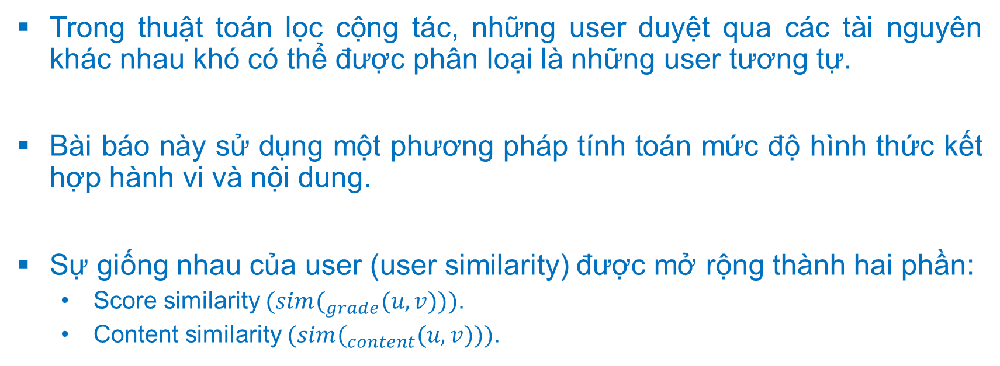 ▪ Trong thuật toán lọc cộng tác, những user duyệt qua các tài nguyên
khác nhau khó có thể được phân loại là những user tương tự.
▪ Bài báo này sử dụng một phương pháp tính toán mức độ hình thức kết
hợp hành vi và nội dung.
▪ Sự giống nhau của user (user similarity) được mở rộng thành hai phần:
• Score similarity (sim(grade(u, v))).
• Content similarity (sim(content(u, v))).